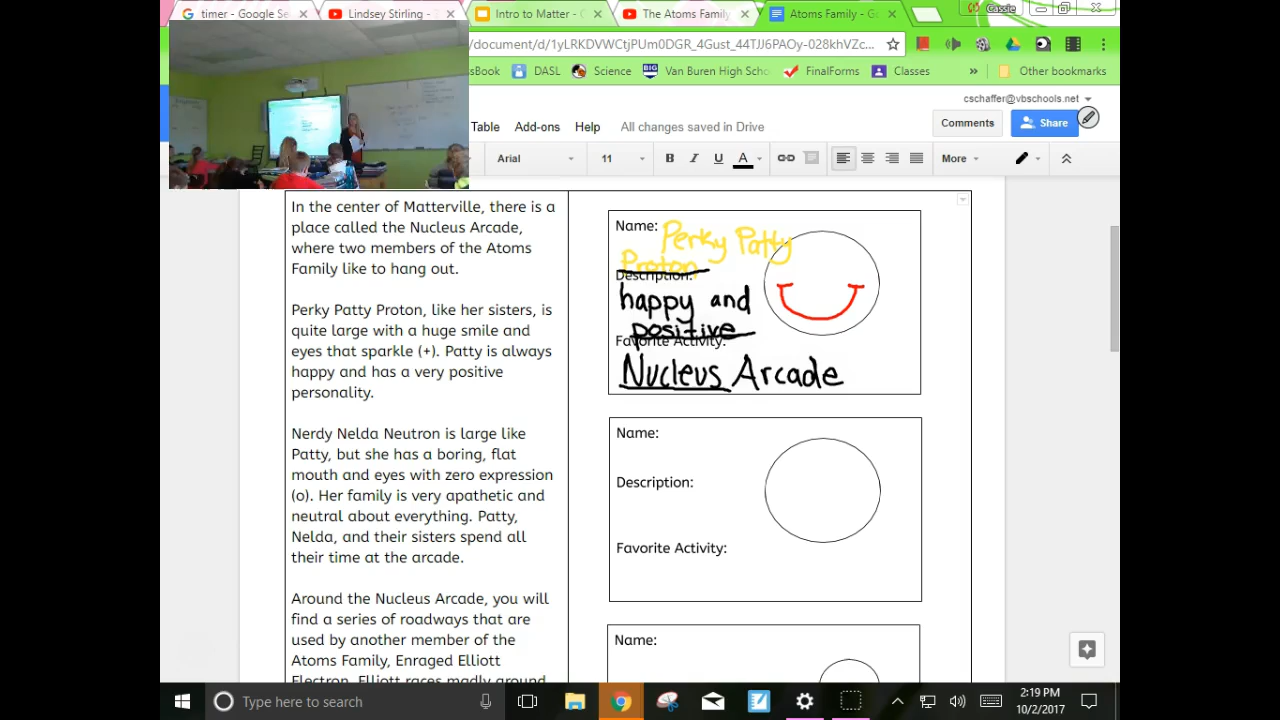 timer - Google Se
Lindsey Stirling -
Intro to Matter -
The Atoms Family
Atoms Family - Go
Cassie
/document/d/1yLRKDVWCtjPUm0DGR_4Gust_44TJJ6PAOy-028khVZc...
ssBook
DASL
Science
BIG
Van Buren High Scho
FinalForms
Classes
»
Other bookmarks
cschaffer@vbschools.net
Table Add-ons Help All changes saved in Drive
Comments
Share
Arial
11
B I U A
More
In the center of Matterville, there is a
place called the Nucleus Arcade,
where two members of the Atoms
Family like to hang out.
Perky Patty Proton, like her sisters, is
quite large with a huge smile and
eyes that sparkle (+). Patty is always
happy and has a very positive
personality.
Nerdy Nelda Neutron is large like
Patty, but she has a boring, flat
mouth and eyes with zero expression
(o). Her family is very apathetic and
neutral about everything. Patty,
Nelda, and their sisters spend all
their time at the arcade.
Around the Nucleus Arcade, you will
find a series of roadways that are
used by another member of the
Atoms Family, Enraged Elliott
Electron. Elliott races madly around
Name: Perky Patty
Proton
Description:
happy and
positive
Favorite Activity:
Nucleus Arcade
Name:
Description:
Favorite Activity:
Name:
Type here to search
2:19 PM
10/2/2017